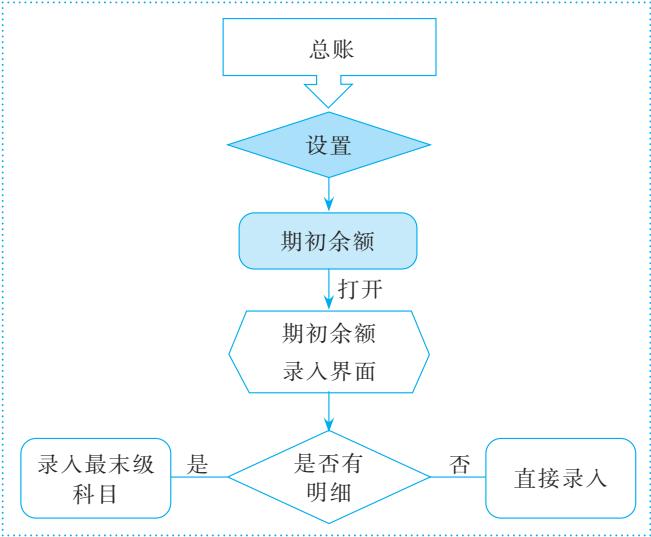 总账
设置
期初余额
打开
期初余额
录入界面
录入最末级
科目
是
是否有
明细
否
直接录入